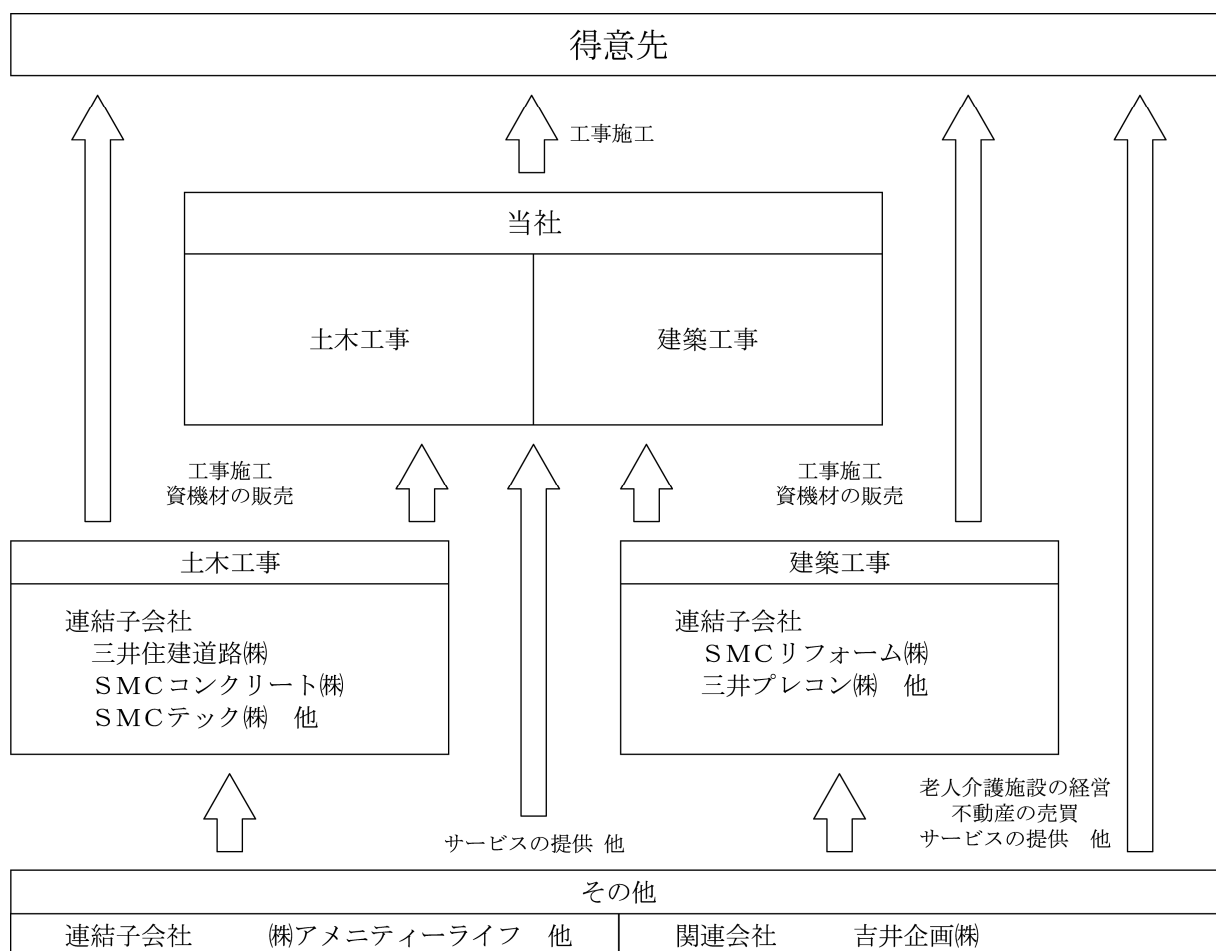 得意先
工事施工
当社
土木工事
建築工事
工事施工
資機材の販売
工事施工
資機材の販売
土木工事
連結子会社
三井住建道路㈱
ＳＭＣコンクリート㈱
ＳＭＣテック㈱　他
建築工事
連結子会社
ＳＭＣリフォーム㈱
三井プレコン㈱　他
サービスの提供 他
老人介護施設の経営
不動産の売買
サービスの提供　他
その他
連結子会社　　　㈱アメニティーライフ　他
関連会社　　　吉井企画㈱